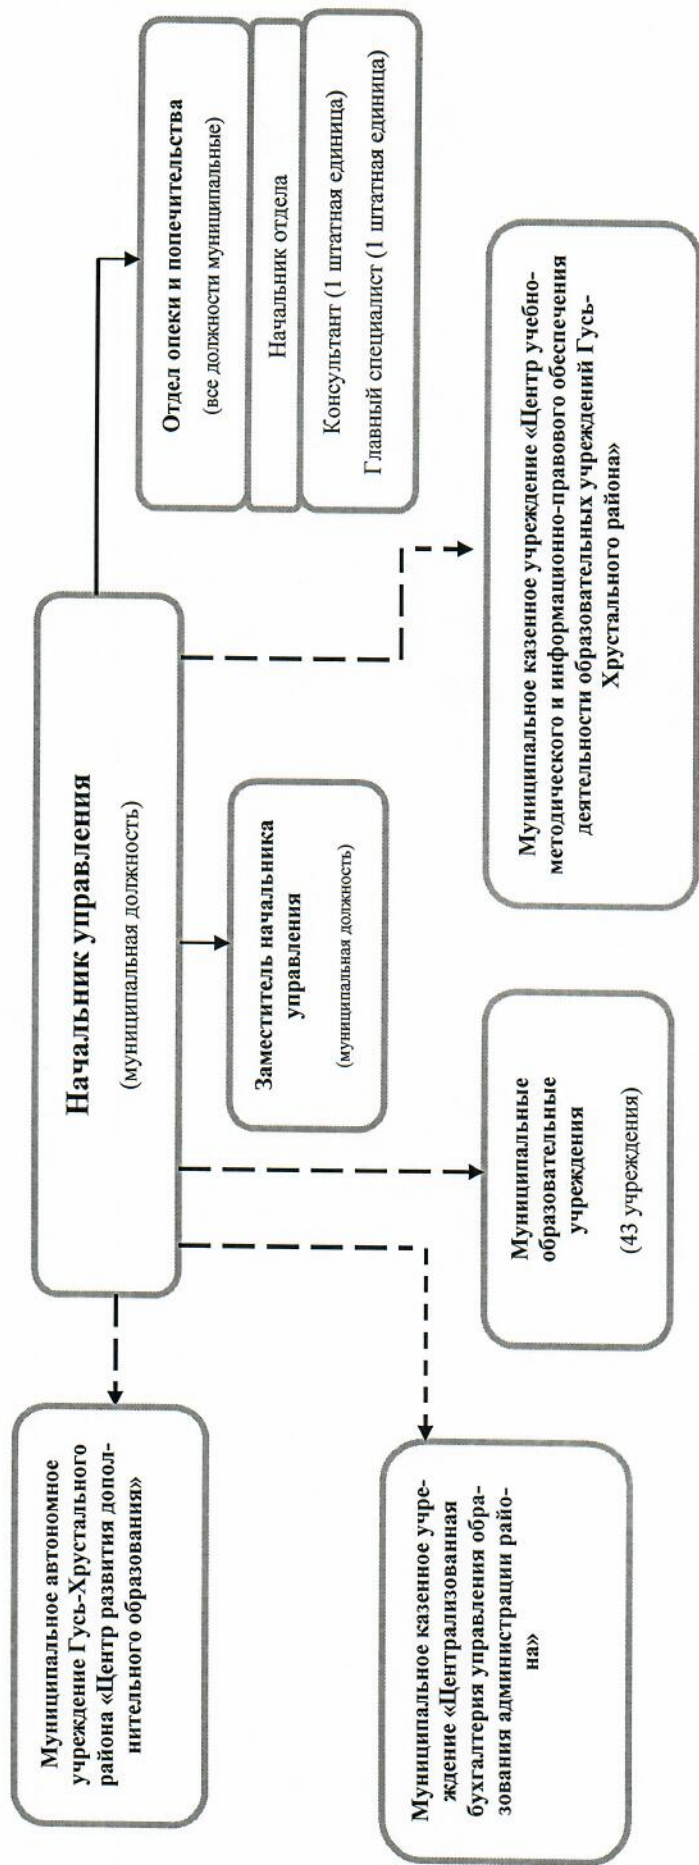 Начальник управления
(муниципальная должность)
Муниципальное автономное
учреждение Гусь-Хрустального
района «Центр развития допол-
нительного образования»
Заместитель начальника
управления
(муниципальная должность)
Отдел опеки и попечительства
(все должности муниципальные)
Начальник отдела
Консультант (1 штатная единица)
Главный специалист (1 штатная единица)
Муниципальное казенное учре-
ждение «Централизованная
бухгалтерия управления обра-
зования администрации райо-
на»
Муниципальные
образовательные
учреждения
(43 учреждения)
Муниципальное казенное учреждение «Центр учебно-
методического и информационно-правового обеспечения
деятельности образовательных учреждений Гусь-
Хрустального района»